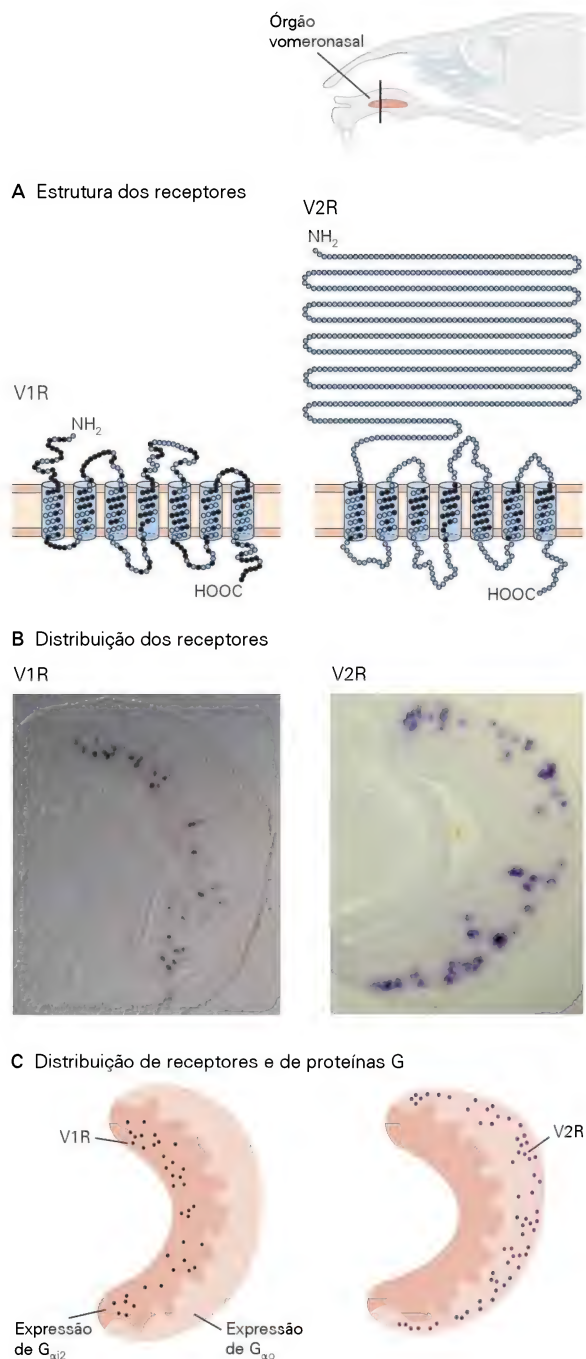 Órgão
vomeronasal
A Estrutura dos receptores
V2R
NH₂
V1R
NH₂
HOOC
HOOC
B Distribuição dos receptores
V1R
V2R
C Distribuição de receptores e de proteínas G
V1R
V2R
Expressão
de Gαi2
Expressão
de Gαo